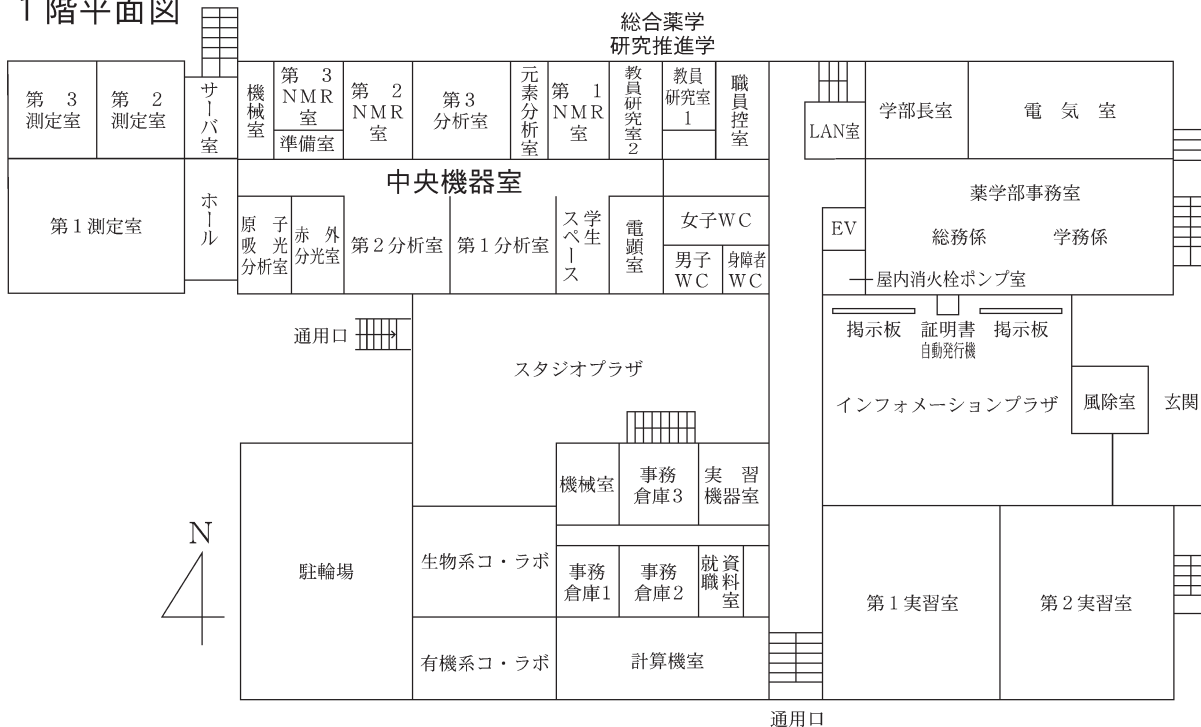 1階平面図
総合薬学
研究推進学
第 3
測定室
第 2
測定室
サーバ室
機械室
第 3
NMR
室
準備室
第 2
NMR
室
第3
分析室
元素分析室
第 1
NMR
室
教員研究室2
教員
研究室
1
職員控室
LAN室
学部長室
電 気 室
中央機器室
第1測定室
ホール
原 子
吸 光
分析室
赤 外
分光室
第2分析室
第1分析室
学生
スペース
電顕室
女子WC
男子
WC
身障者
WC
EV
薬学部事務室
総務係
学務係
屋内消火栓ポンプ室
通用口
掲示板
証明書
自動発行機
掲示板
スタジオプラザ
インフォメーションプラザ
風除室
玄関
機械室
事務
倉庫3
実 習
機器室
N
駐輪場
生物系コ・ラボ
事務
倉庫1
事務
倉庫2
就職
資料室
第1実習室
第2実習室
有機系コ・ラボ
計算機室
通用口